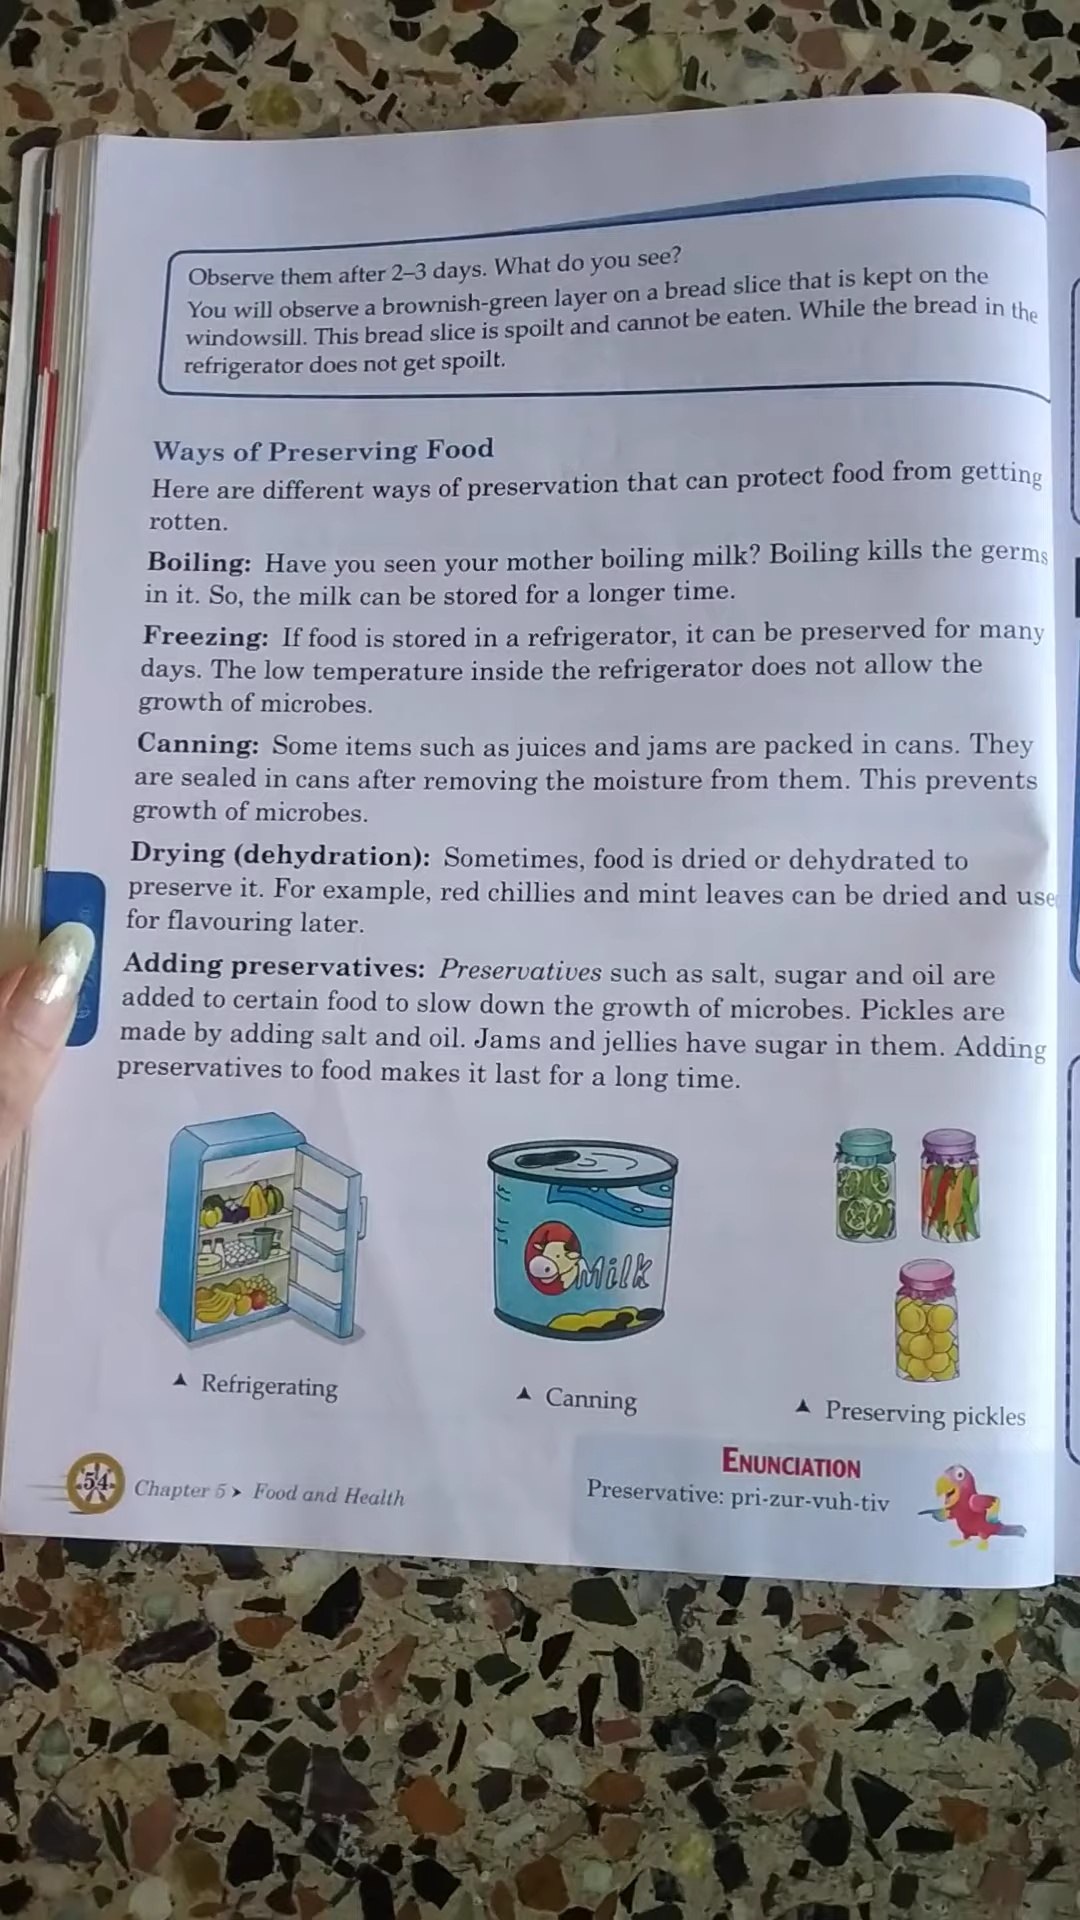 Observe them after 2–3 days. What do you see?
You will observe a brownish-green layer on a bread slice that is kept on the
windowsill. This bread slice is spoilt and cannot be eaten. While the bread in the
refrigerator does not get spoilt.
Ways of Preserving Food
Here are different ways of preservation that can protect food from getting
rotten.
Boiling: Have you seen your mother boiling milk? Boiling kills the germs
in it. So, the milk can be stored for a longer time.
Freezing: If food is stored in a refrigerator, it can be preserved for many
days. The low temperature inside the refrigerator does not allow the
growth of microbes.
Canning: Some items such as juices and jams are packed in cans. They
are sealed in cans after removing the moisture from them. This prevents
growth of microbes.
Drying (dehydration): Sometimes, food is dried or dehydrated to
preserve it. For example, red chillies and mint leaves can be dried and use
for flavouring later.
Adding preservatives: Preservatives such as salt, sugar and oil are
added to certain food to slow down the growth of microbes. Pickles are
made by adding salt and oil. Jams and jellies have sugar in them. Adding
preservatives to food makes it last for a long time.
Milk
▲ Refrigerating
▲ Canning
▲ Preserving pickles
54
Chapter 5 > Food and Health
ENUNCIATION
Preservative: pri-zur-vuh-tiv